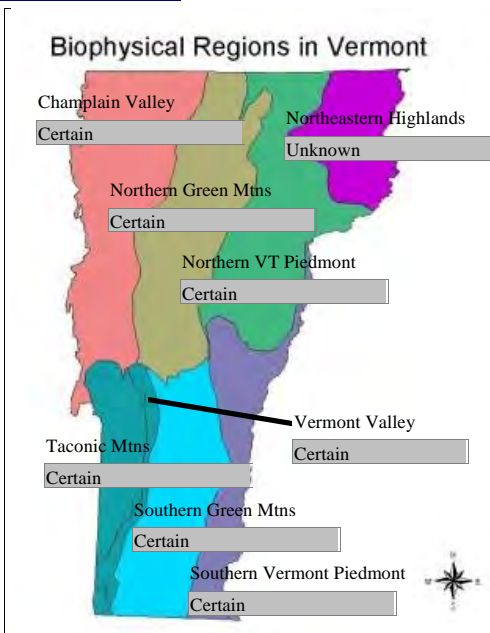 Biophysical Regions in Vermont
Champlain Valley
Certain
Northeastern Highlands
Unknown
Northern Green Mtns
Certain
Northern VT Piedmont
Certain
Vermont Valley
Certain
Taconic Mtns
Certain
Southern Green Mtns
Certain
Southern Vermont Piedmont
Certain